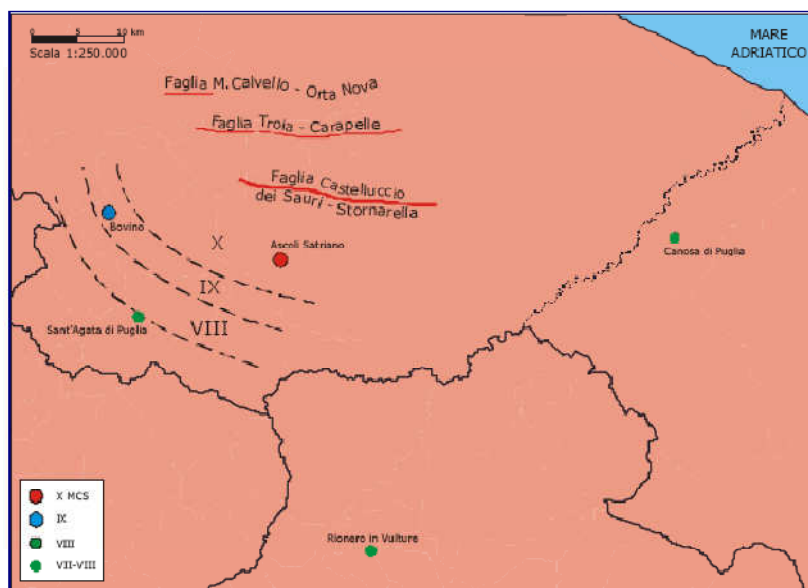 0 5 10 km
Scala 1:250.000
MARE
ADRIATICO
Faglia M. Calvello - Orta Nova
Faglia Troia - Carapelle
Faglia Castelluccio
dei Sauri - Stornarella
Bovino
X
Ascoli Satriano
Canosa di Puglia
IX
VIII
Sant'Agata di Puglia
X MCS
IX
VIII
VII-VIII
Rionero in Vulture